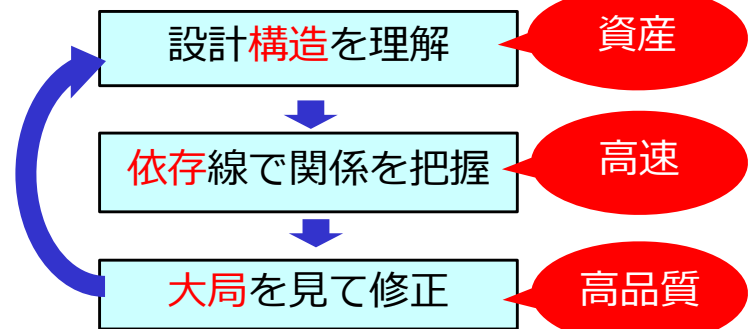 設計構造を理解
資産
依存線で関係を把握
高速
大局を見て修正
高品質